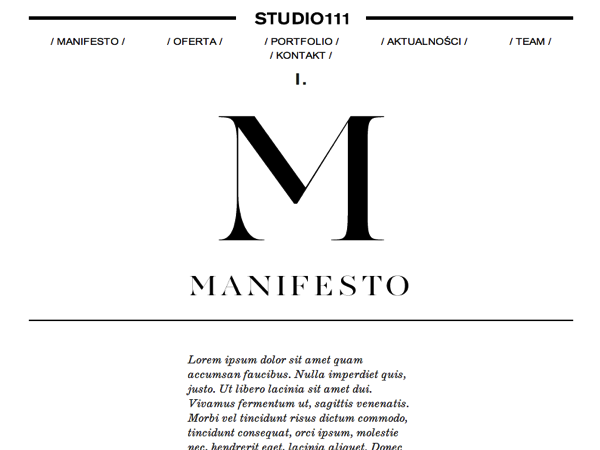 STUDIO111
/ MANIFESTO / / OFERTA / / PORTFOLIO / / AKTUALNOŚCI / / TEAM /
/ KONTAKT /
I.
M
MANIFESTO
Lorem ipsum dolor sit amet quam
accumsan faucibus. Nulla imperdiet quis,
justo. Ut libero lacinia sit amet dui.
Vivamus fermentum ut, sagittis venenatis.
Morbi vel tincidunt risus dictum commodo,
tincidunt consequat, orci ipsum, molestie
nec, hendrerit eget, lacinia aliquet. Donec